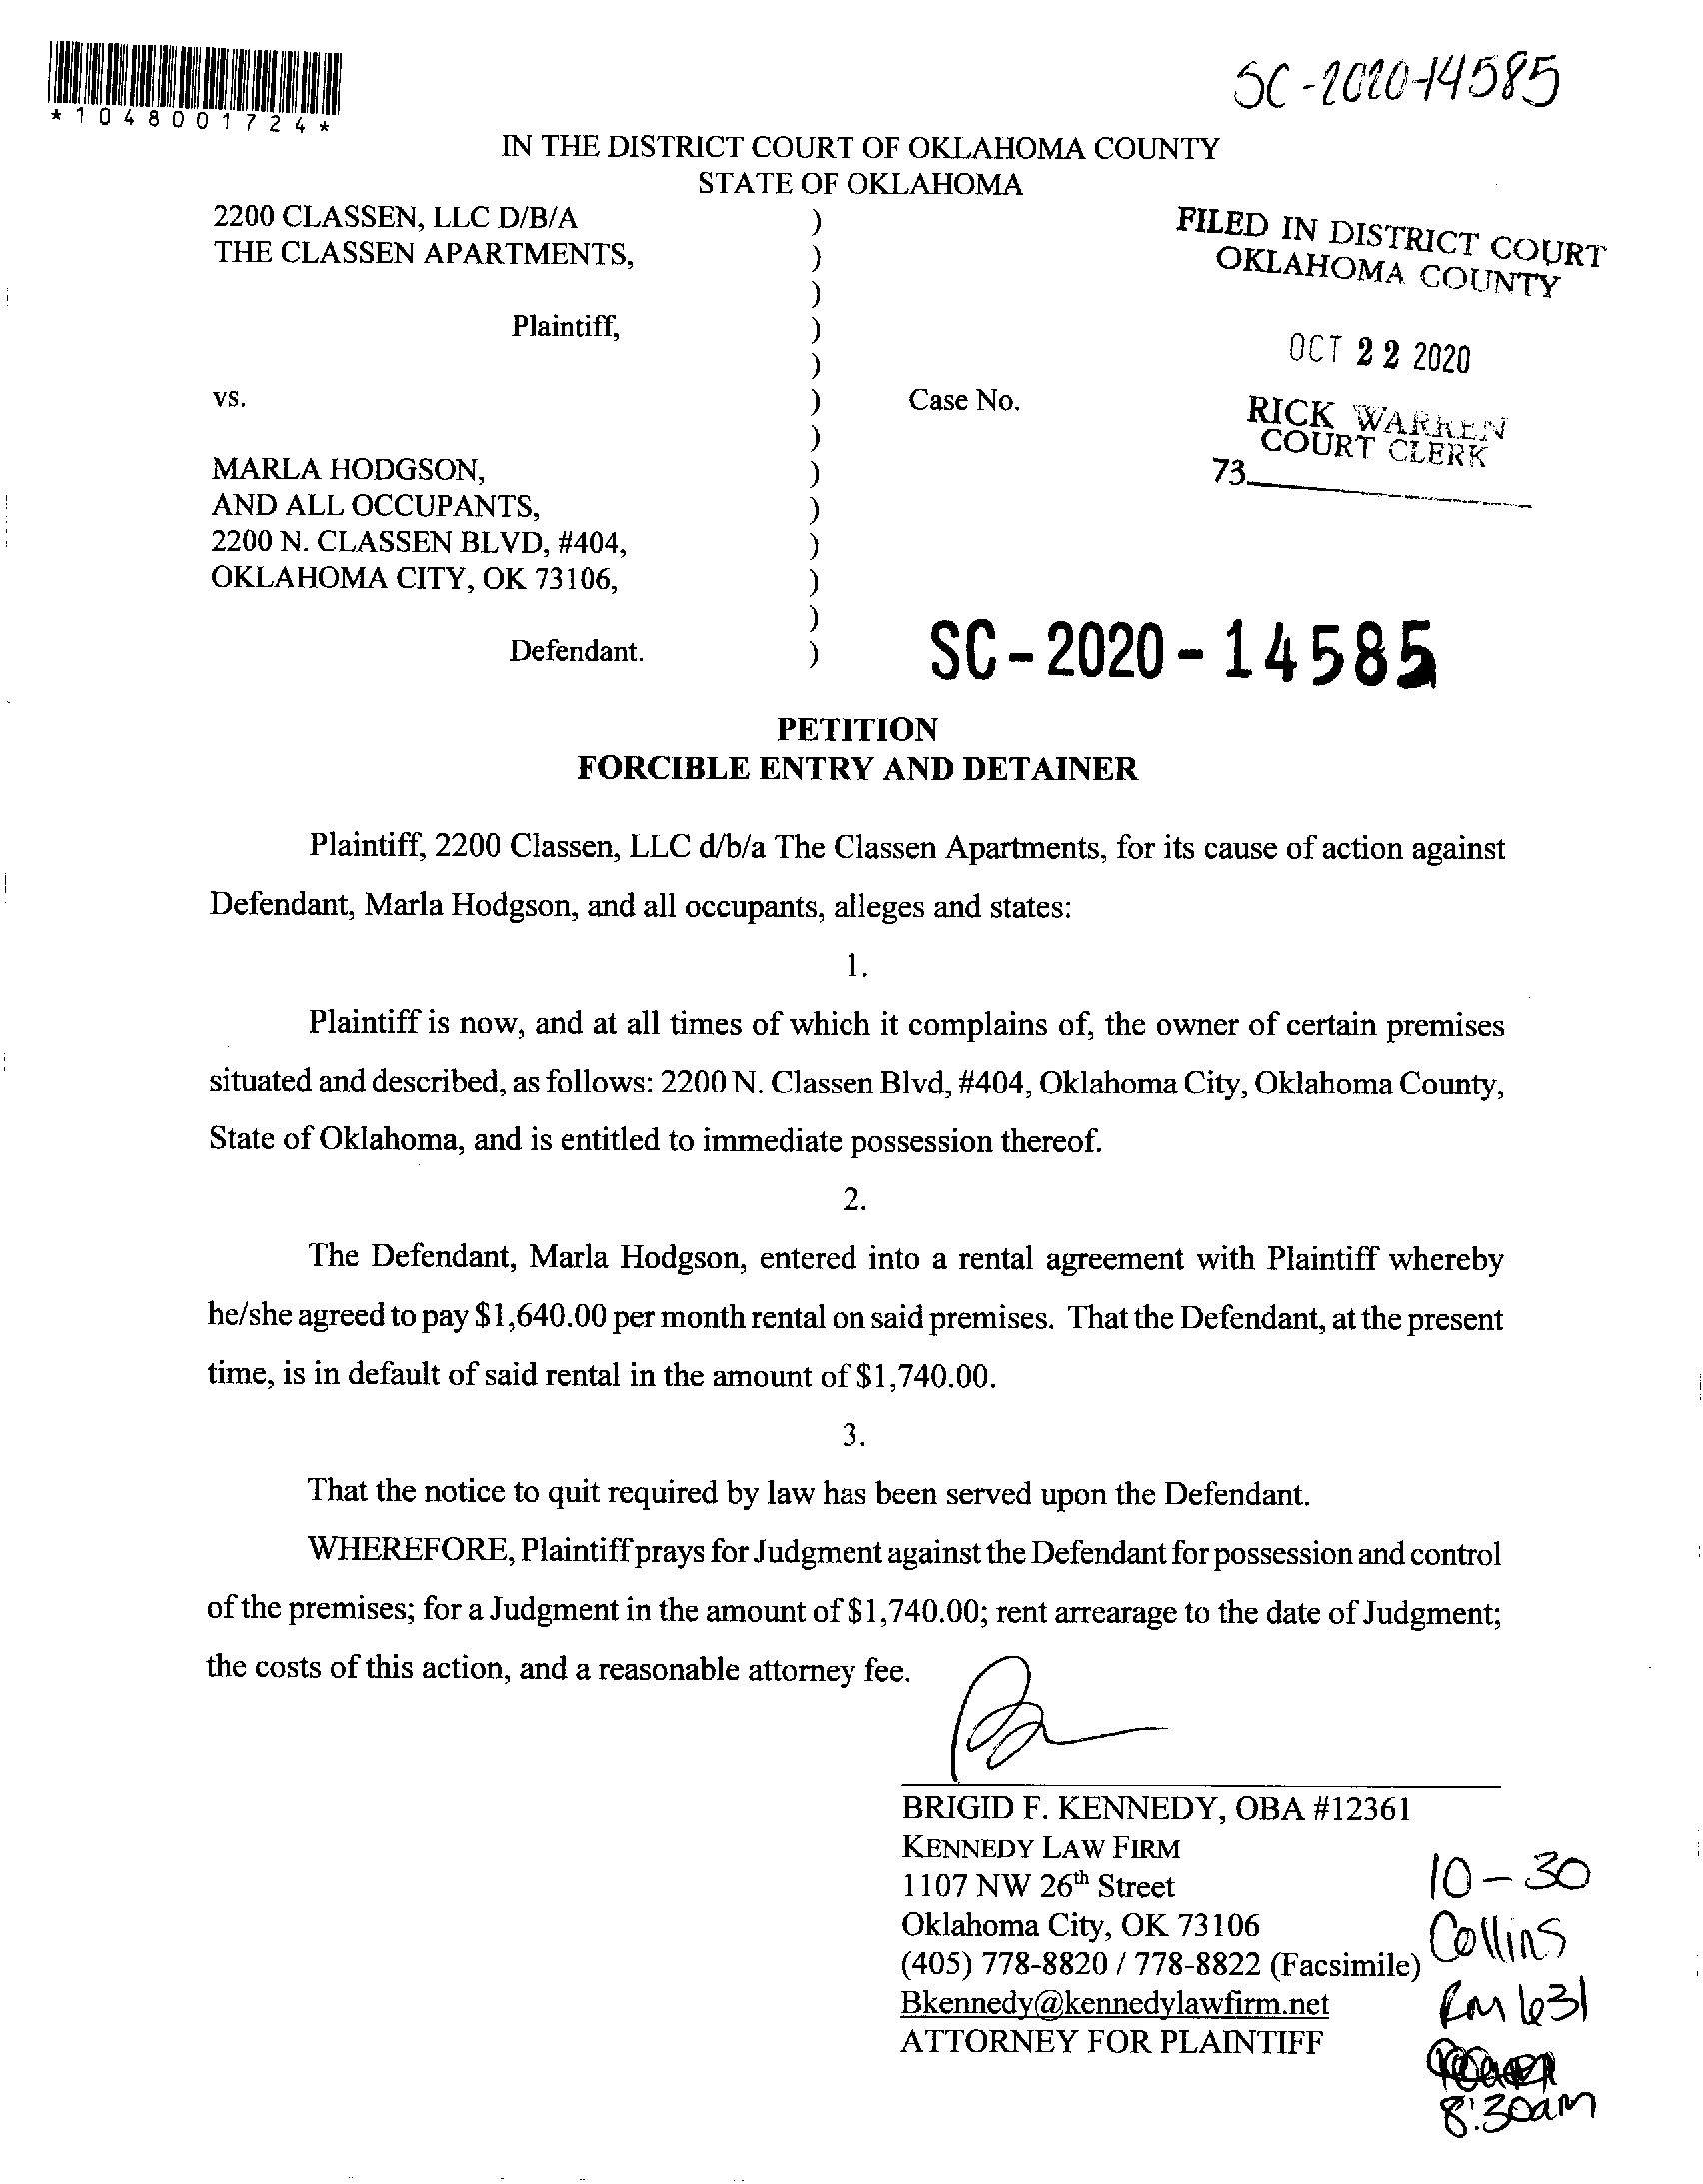 SC-2020-14585
*1048001724*
IN THE DISTRICT COURT OF OKLAHOMA COUNTY
STATE OF OKLAHOMA
2200 CLASSEN, LLC D/B/A )
THE CLASSEN APARTMENTS, )
)
Plaintiff, )
)
vs. ) Case No.
)
MARLA HODGSON, )
AND ALL OCCUPANTS, )
2200 N. CLASSEN BLVD, #404, )
OKLAHOMA CITY, OK 73106, )
)
Defendant. )
FILED IN DISTRICT COURT
OKLAHOMA COUNTY
OCT 22 2020
RICK WARREN
COURT CLERK
73
SC-2020-14585
PETITION
FORCIBLE ENTRY AND DETAINER
Plaintiff, 2200 Classen, LLC d/b/a The Classen Apartments, for its cause of action against
Defendant, Marla Hodgson, and all occupants, alleges and states:
1.
Plaintiff is now, and at all times of which it complains of, the owner of certain premises
situated and described, as follows: 2200 N. Classen Blvd, #404, Oklahoma City, Oklahoma County,
State of Oklahoma, and is entitled to immediate possession thereof.
2.
The Defendant, Marla Hodgson, entered into a rental agreement with Plaintiff whereby
he/she agreed to pay $1,640.00 per month rental on said premises. That the Defendant, at the present
time, is in default of said rental in the amount of $1,740.00.
3.
That the notice to quit required by law has been served upon the Defendant.
WHEREFORE, Plaintiff prays for Judgment against the Defendant for possession and control
of the premises; for a Judgment in the amount of $1,740.00; rent arrearage to the date of Judgment;
the costs of this action, and a reasonable attorney fee.
BRIGID F. KENNEDY, OBA #12361
KENNEDY LAW FIRM
1107 NW 26th Street
Oklahoma City, OK 73106
(405) 778-8820 / 778-8822 (Facsimile)
Bkennedy@kennedylawfirm.net
ATTORNEY FOR PLAINTIFF
10-30
Collins
RM 631
8:30am